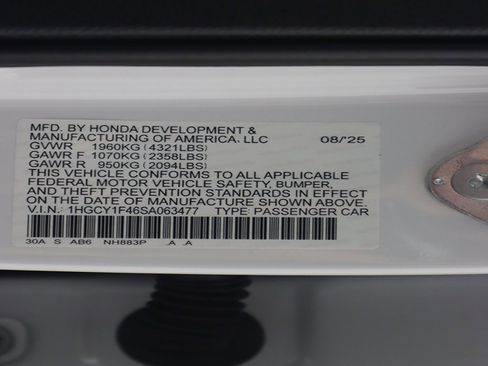 MFD. BY HONDA DEVELOPMENT &
MANUFACTURING OF AMERICA, LLC 08/'25
GVWR 1960KG (4321LBS)
GAWR F 1070KG (2358LBS)
GAWR R 950KG (2094LBS)
THIS VEHICLE CONFORMS TO ALL APPLICABLE
FEDERAL MOTOR VEHICLE SAFETY, BUMPER,
AND THEFT PREVENTION STANDARDS IN EFFECT
ON THE DATE OF MANUFACTURE SHOWN ABOVE.
V.I.N.: 1HGCY1F46SA063477 TYPE: PASSENGER CAR
30A S AB6 NH883P .A .A